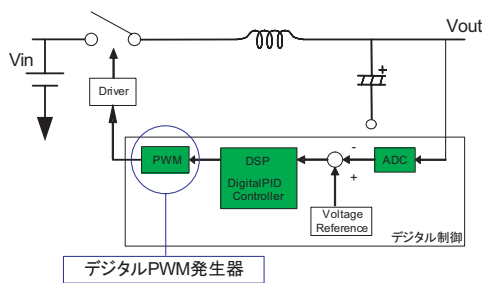 Vout
Vin
+
Driver
PWM
DSP
DigitalPID
Controller
-
+
ADC
Voltage
Reference
デジタル制御
デジタルPWM発生器